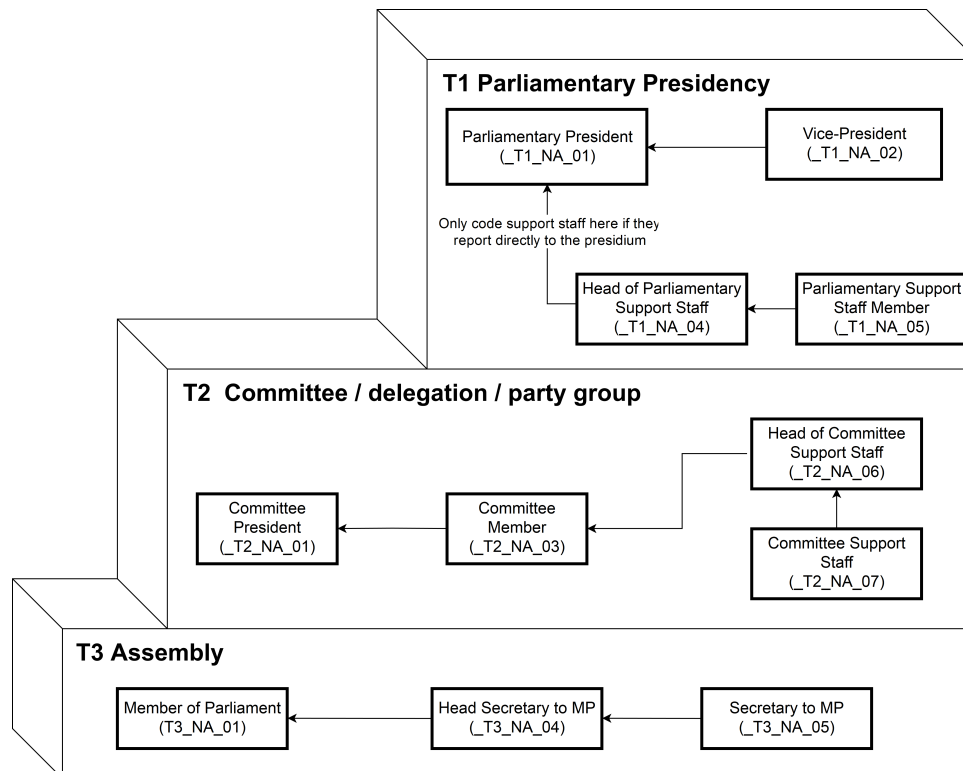 T1 Parliamentary Presidency
Parliamentary President
(_T1_NA_01)
Vice-President
(_T1_NA_02)
Only code support staff here if they
report directly to the presidium
Head of Parliamentary
Support Staff
(_T1_NA_04)
Parliamentary Support
Staff Member
(_T1_NA_05)
T2 Committee / delegation / party group
Head of Committee
Support Staff
(_T2_NA_06)
Committee
President
(_T2_NA_01)
Committee
Member
(_T2_NA_03)
Committee Support
Staff
(_T2_NA_07)
T3 Assembly
Member of Parliament
(T3_NA_01)
Head Secretary to MP
(_T3_NA_04)
Secretary to MP
(_T3_NA_05)